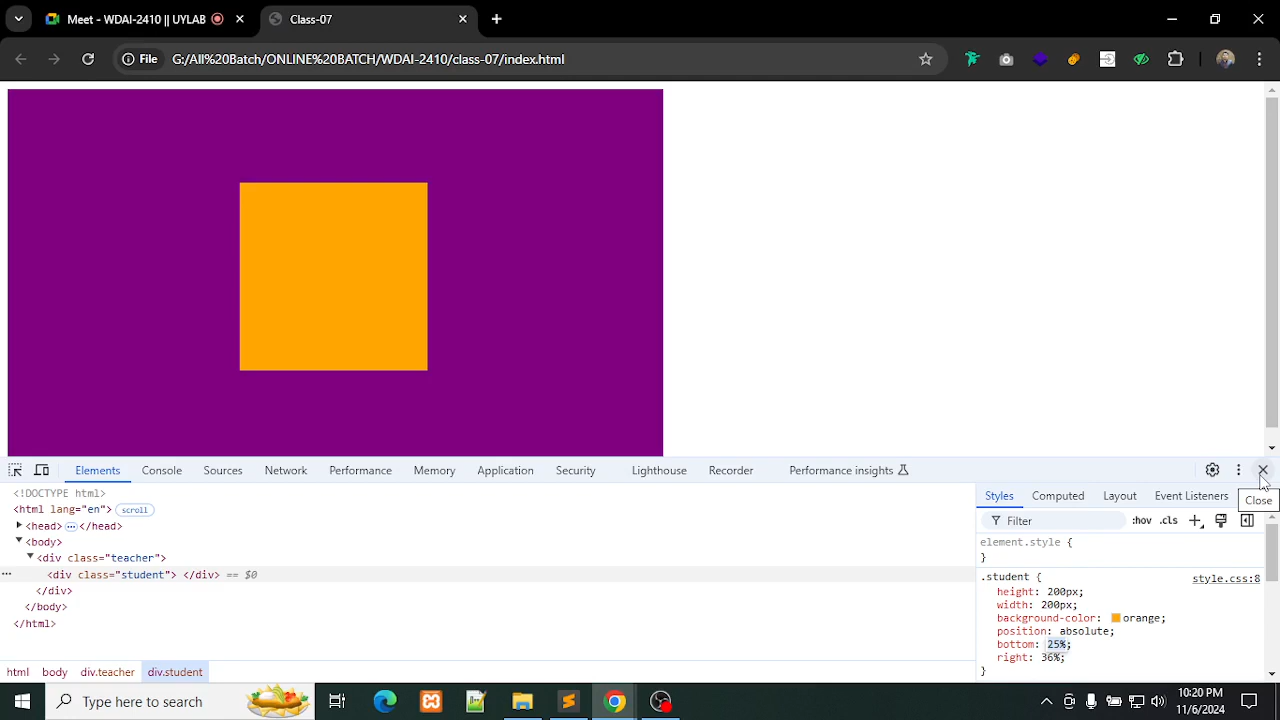 Meet - WDAI-2410 || UYLAB
Class-07
File
G:/All%20Batch/ONLINE%20BATCH/WDAI-2410/class-07/index.html
Elements
Console
Sources
Network
Performance
Memory
Application
Security
Lighthouse
Recorder
Performance insights
Close
<!DOCTYPE html>
<html lang="en"> scroll
<head> </head>
<body>
<div class="teacher">
<div class="student"> </div> == $0
</div>
</body>
</html>
html body div.teacher div.student
Styles Computed Layout Event Listeners
Filter :hov .cls
element.style {
}
.student { style.css:8
height: 200px;
width: 200px;
background-color: orange;
position: absolute;
bottom: 25%;
right: 36%;
}
Type here to search
10:20 PM
11/6/2024